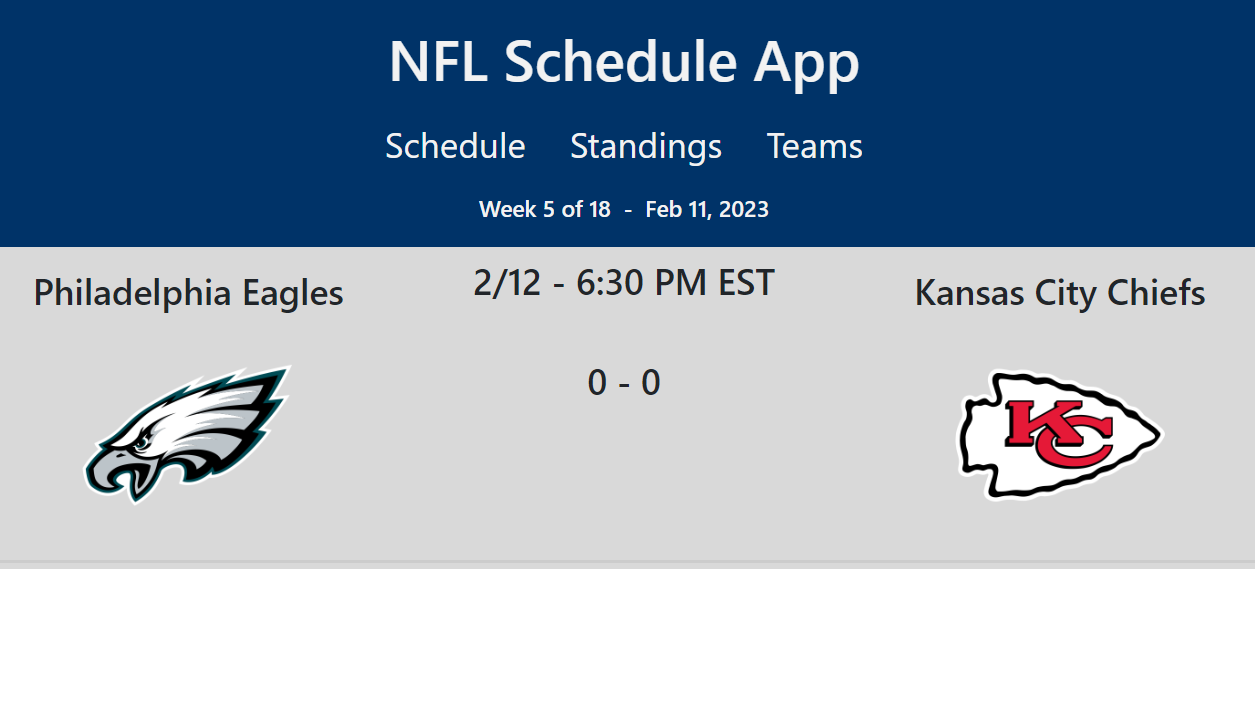 NFL Schedule App
Schedule Standings Teams
Week 5 of 18 - Feb 11, 2023
Philadelphia Eagles
2/12 - 6:30 PM EST
Kansas City Chiefs
0 - 0
KC